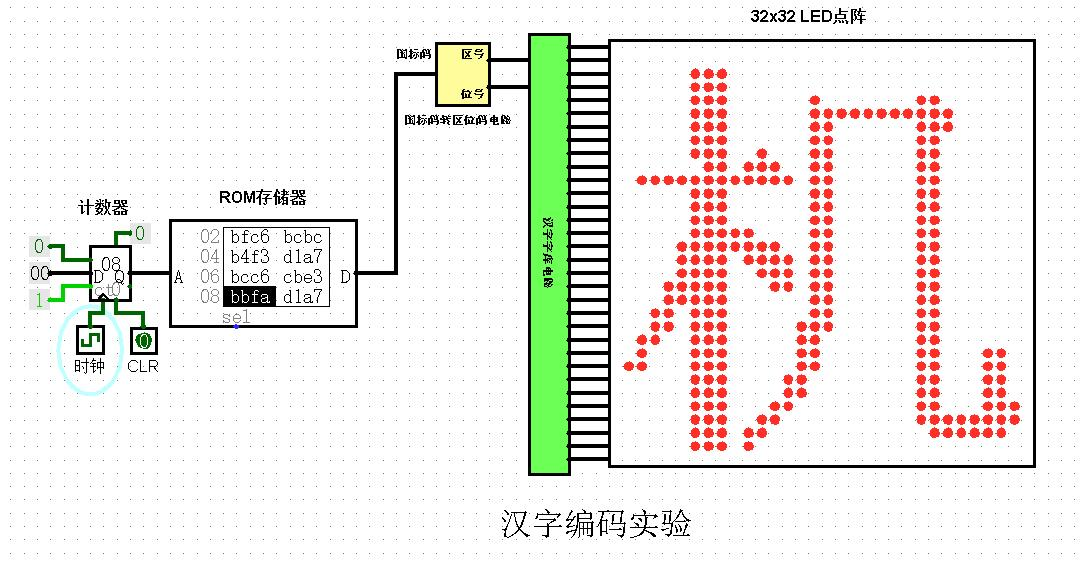 32x32 LED点阵
国标码
区号
位号
国标码转区位码电路
ROM存储器
计数器
0
0
00
1
08
D Q
ct0
时钟
CLR
A
02 bfc6 bcbc
04 b4f3 d1a7
06 bcc6 cbe3
08 bbfa d1a7
D
sel
汉字字库电路
机
汉字编码实验